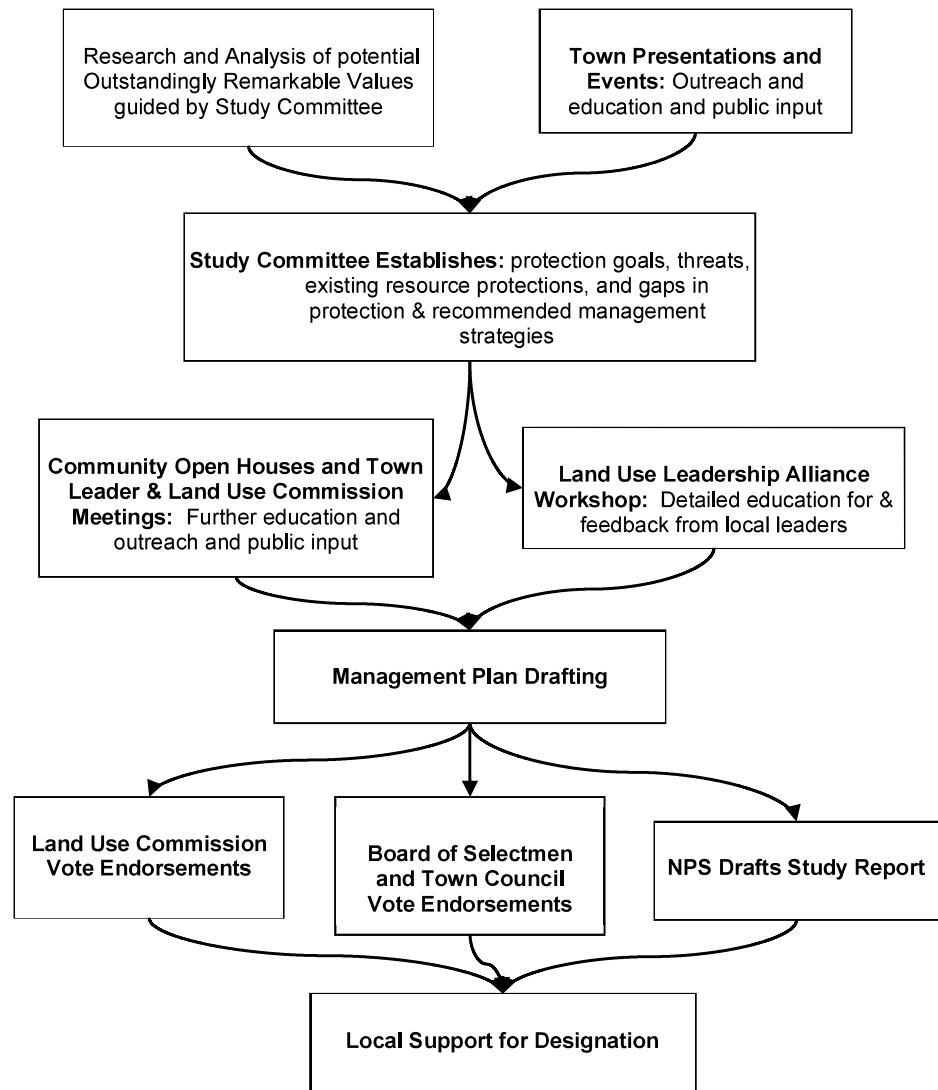 Research and Analysis of potential
Outstandingly Remarkable Values
guided by Study Committee
Town Presentations and
Events: Outreach and
education and public input
Study Committee Establishes: protection goals, threats,
existing resource protections, and gaps in
protection & recommended management
strategies
Community Open Houses and Town
Leader & Land Use Commission
Meetings: Further education and
outreach and public input
Land Use Leadership Alliance
Workshop: Detailed education for &
feedback from local leaders
Management Plan Drafting
Land Use Commission
Vote Endorsements
Board of Selectmen
and Town Council
Vote Endorsements
NPS Drafts Study Report
Local Support for Designation